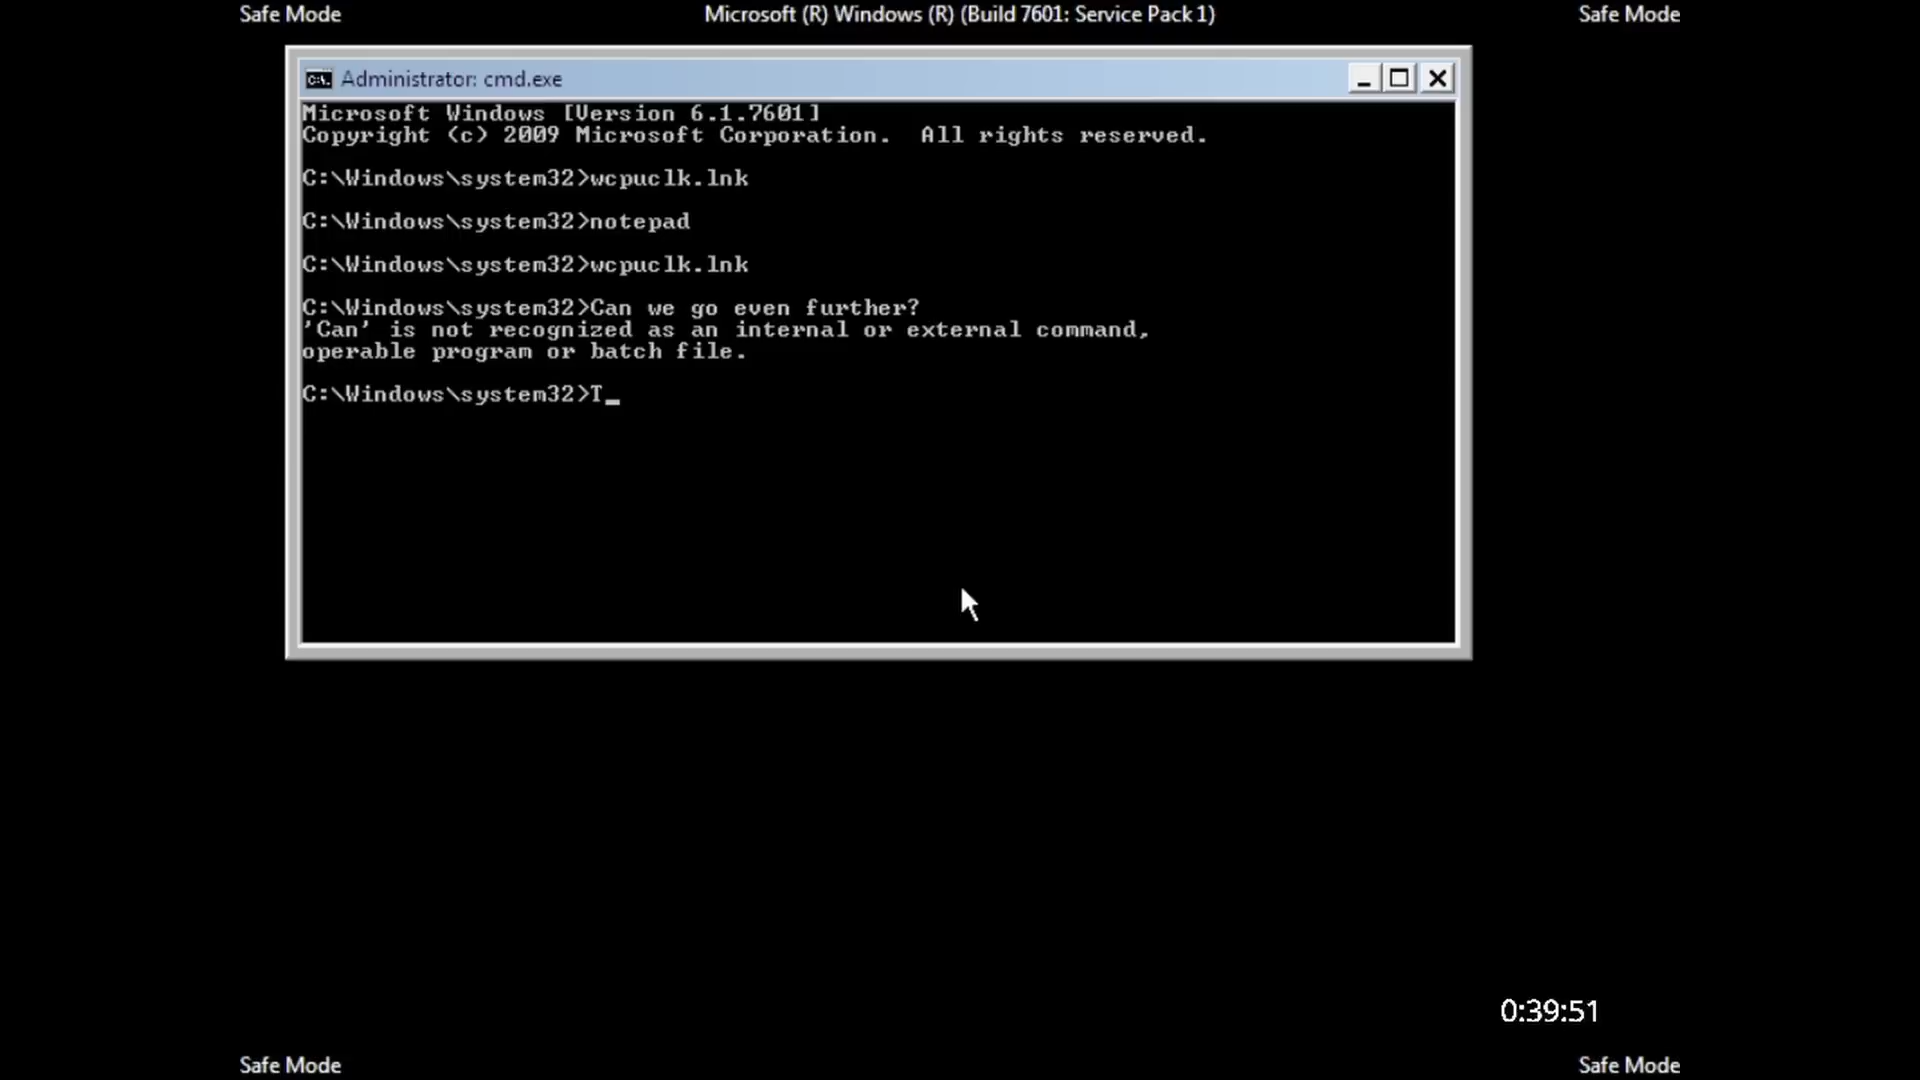 Safe Mode
Microsoft (R) Windows (R) (Build 7601: Service Pack 1)
Safe Mode
C:\. Administrator: cmd.exe
Microsoft Windows [Version 6.1.7601]
Copyright (c) 2009 Microsoft Corporation.  All rights reserved.
C:\Windows\system32>wcpuclk.lnk
C:\Windows\system32>notepad
C:\Windows\system32>wcpuclk.lnk
C:\Windows\system32>Can we go even further?
'Can' is not recognized as an internal or external command,
operable program or batch file.
C:\Windows\system32>T_
0:39:51
Safe Mode
Safe Mode